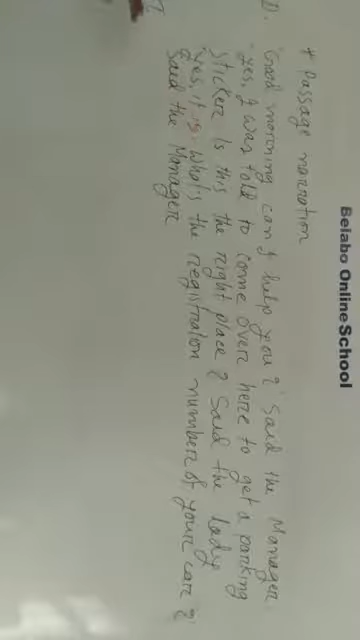 Belabo Online School
* Passage narration
D. "Good morning can I help you?" Said the Manager
"Yes, I was told to come over here to get a parking
sticker Is this the right place? Said the lady
"Yes, it is. What's the registration number of your car?
Said the Manager